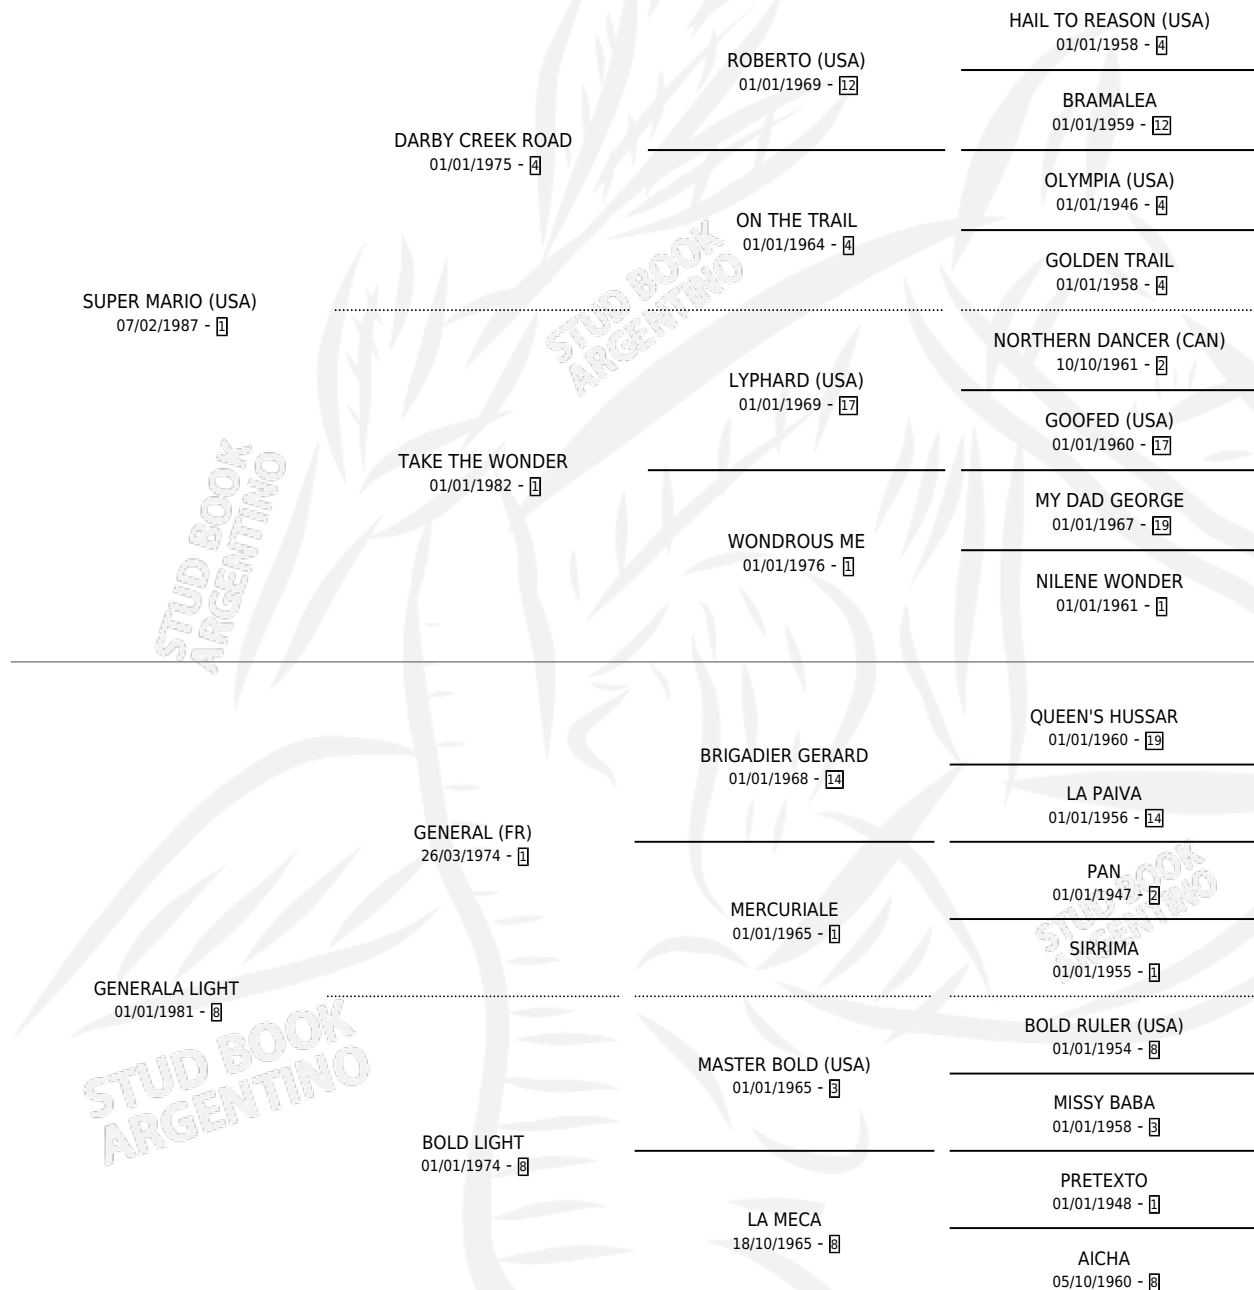 HAIL TO REASON (USA)
01/01/1958 - 4
ROBERTO (USA)
01/01/1969 - 12
BRAMALEA
01/01/1959 - 12
DARBY CREEK ROAD
01/01/1975 - 4
OLYMPIA (USA)
01/01/1946 - 4
ON THE TRAIL
01/01/1964 - 4
GOLDEN TRAIL
01/01/1958 - 4
SUPER MARIO (USA)
07/02/1987 - 1
NORTHERN DANCER (CAN)
10/10/1961 - 2
LYPHARD (USA)
01/01/1969 - 17
GOOFED (USA)
01/01/1960 - 17
TAKE THE WONDER
01/01/1982 - 1
MY DAD GEORGE
01/01/1967 - 19
WONDROUS ME
01/01/1976 - 1
NILENE WONDER
01/01/1961 - 1
QUEEN'S HUSSAR
01/01/1960 - 19
BRIGADIER GERARD
01/01/1968 - 14
LA PAIVA
01/01/1956 - 14
GENERAL (FR)
26/03/1974 - 1
PAN
01/01/1947 - 2
MERCURIALE
01/01/1965 - 1
SIRRIMA
01/01/1955 - 1
GENERALA LIGHT
01/01/1981 - 8
BOLD RULER (USA)
01/01/1954 - 8
MASTER BOLD (USA)
01/01/1965 - 3
MISSY BABA
01/01/1958 - 3
BOLD LIGHT
01/01/1974 - 8
PRETEXTO
01/01/1948 - 1
LA MECA
18/10/1965 - 8
AICHA
05/10/1960 - 8
STUD BOOK
ARGENTINO
STUD BOOK
ARGENTINO
STUD BOOK
ARGENTINO
STUD BOOK
ARGENTINO